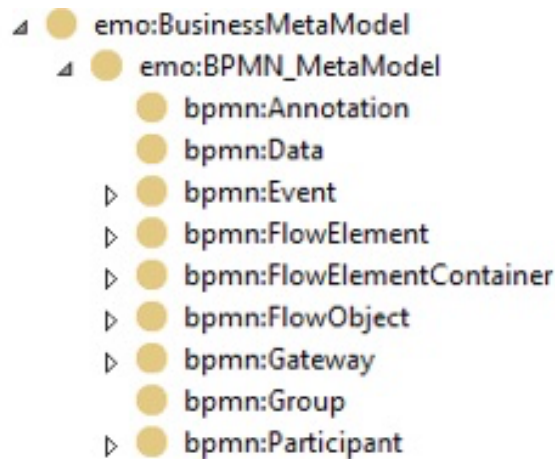 emo:BusinessMetaModel
emo:BPMN_MetaModel
bpmn:Annotation
bpmn:Data
bpmn:Event
bpmn:FlowElement
bpmn:FlowElementContainer
bpmn:FlowObject
bpmn:Gateway
bpmn:Group
bpmn:Participant